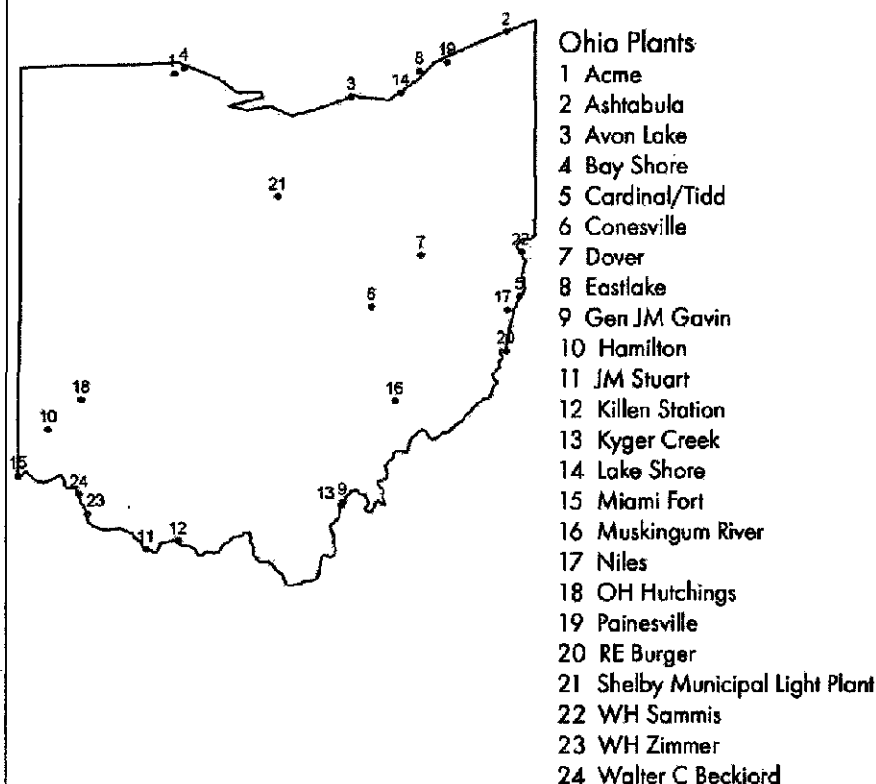 2
1 4
8 19
3 14
21
22
7
5
6
17
20
18
16
10
15
24
23
13 9
11 12
Ohio Plants
1 Acme
2 Ashtabula
3 Avon Lake
4 Bay Shore
5 Cardinal/Tidd
6 Conesville
7 Dover
8 Eastlake
9 Gen JM Gavin
10 Hamilton
11 JM Stuart
12 Killen Station
13 Kyger Creek
14 Lake Shore
15 Miami Fort
16 Muskingum River
17 Niles
18 OH Hutchings
19 Painesville
20 RE Burger
21 Shelby Municipal Light Plant
22 WH Sammis
23 WH Zimmer
24 Walter C Beckjord